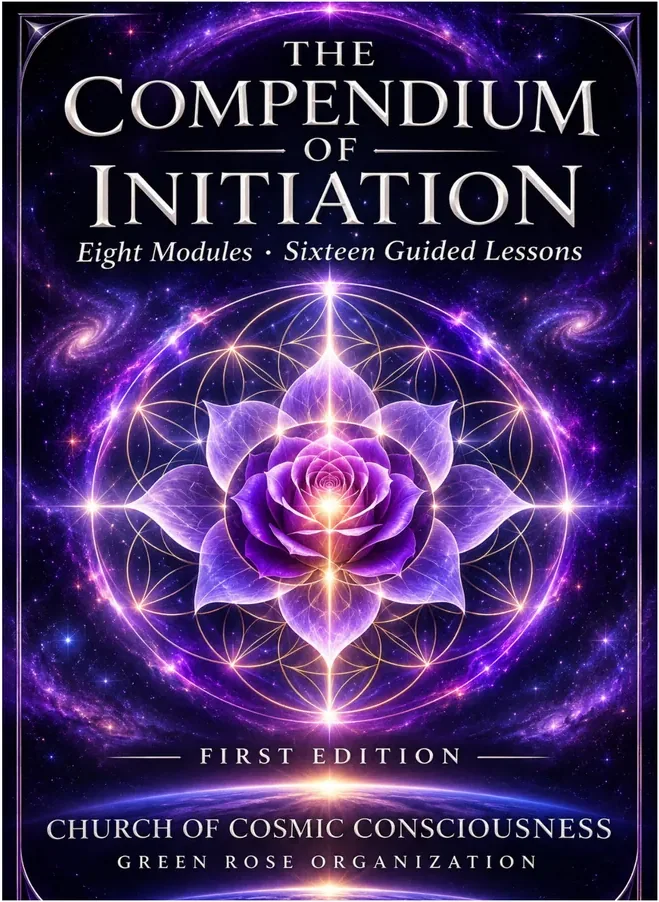 THE
COMPENDIUM
OF
INITIATION
Eight Modules · Sixteen Guided Lessons
FIRST EDITION
CHURCH OF COSMIC CONSCIOUSNESS
GREEN ROSE ORGANIZATION